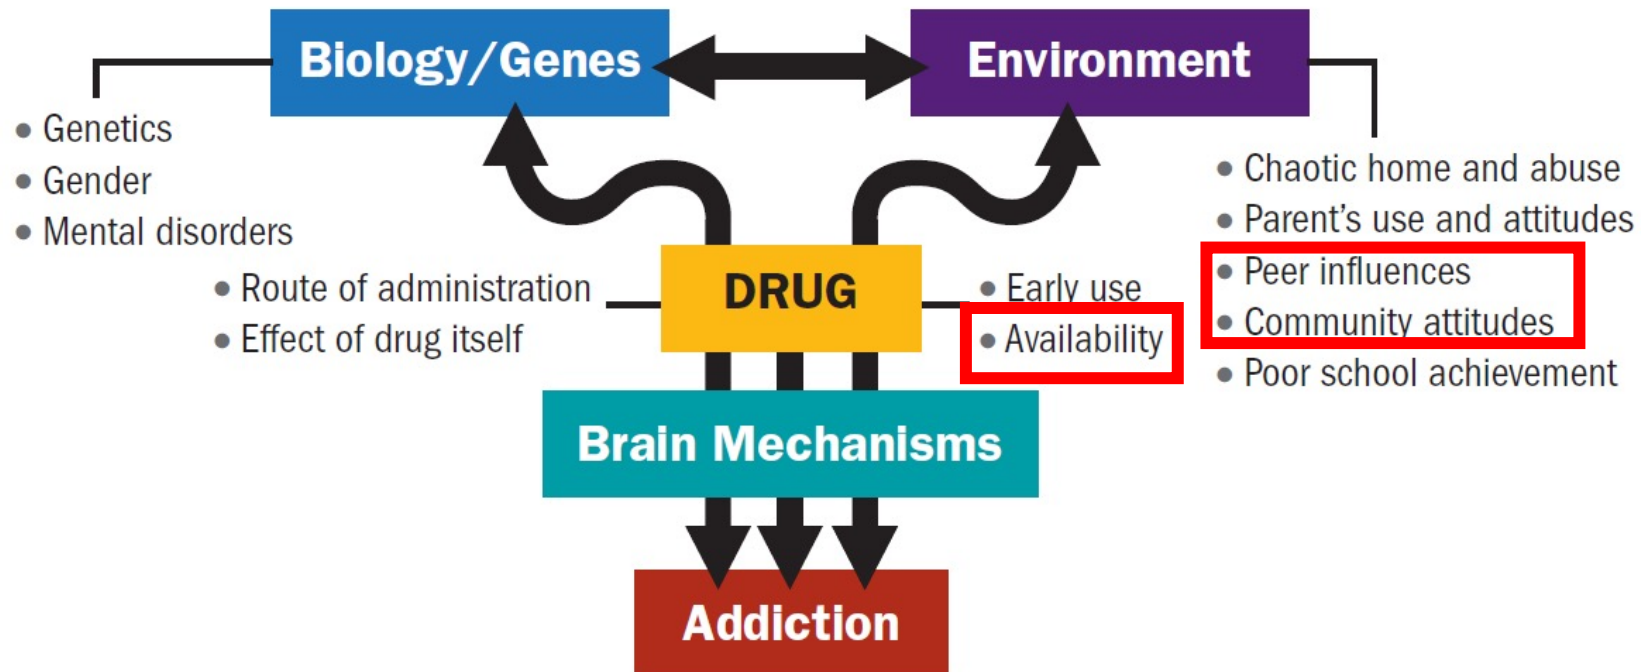 Biology/Genes
Environment
• Genetics
• Gender
• Mental disorders
• Chaotic home and abuse
• Parent's use and attitudes
• Peer influences
• Community attitudes
• Poor school achievement
• Route of administration
• Effect of drug itself
DRUG
• Early use
• Availability
Brain Mechanisms
Addiction